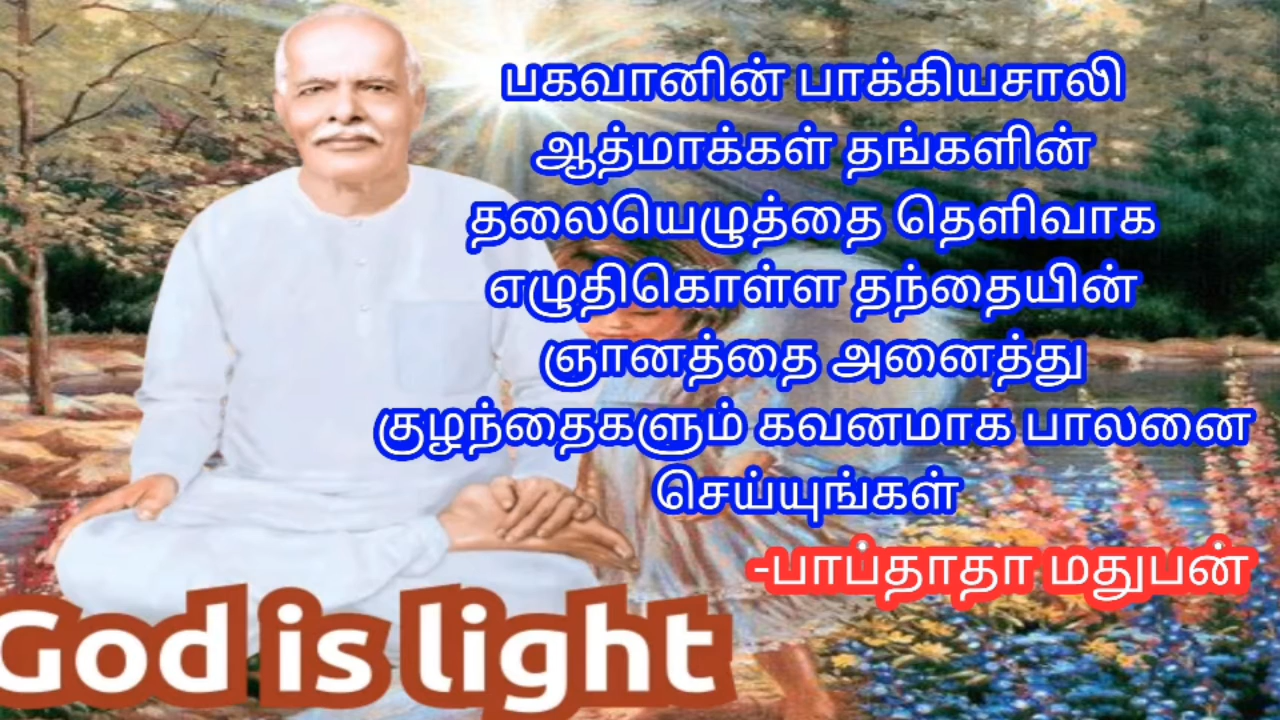 பகவானின் பாக்கியசாலி
ஆத்மாக்கள் தங்களின்
தலையெழுத்தை தெளிவாக
எழுதிகொள்ள தந்தையின்
ஞானத்தை அனைத்து
குழந்தைகளும் கவனமாக பாலனை
செய்யுங்கள்
-பாப்தாதா மதுபன்
God is light